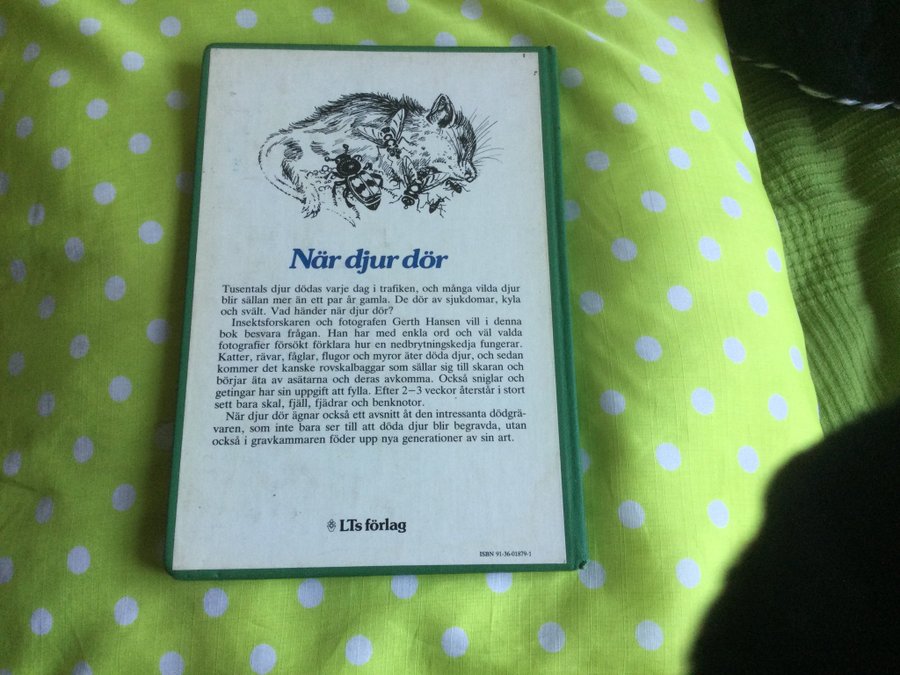 När djur dör
Tusentals djur dödas varje dag i trafiken, och många vilda djur
blir sällan mer än ett par år gamla. De dör av sjukdomar, kyla
och svält. Vad händer när djur dör?
Insektsforskaren och fotografen Gerth Hansen vill i denna
bok besvara frågan. Han har med enkla ord och väl valda
fotografier försökt förklara hur en nedbrytningskedja fungerar.
Katter, rävar, fåglar, flugor och myror äter döda djur, och sedan
kommer det kanske rovskalbaggar som sällar sig till skaran och
börjar äta av asätarna och deras avkomma. Också sniglar och
getingar har sin uppgift att fylla. Efter 2–3 veckor återstår i stort
sett bara skal, fjäll, fjädrar och benknotor.
När djur dör ägnar också ett avsnitt åt den intressanta dödgrä-
varen, som inte bara ser till att döda djur blir begravda, utan
också i gravkammaren föder upp nya generationer av sin art.
LTs förlag
ISBN 91-36-01879-1